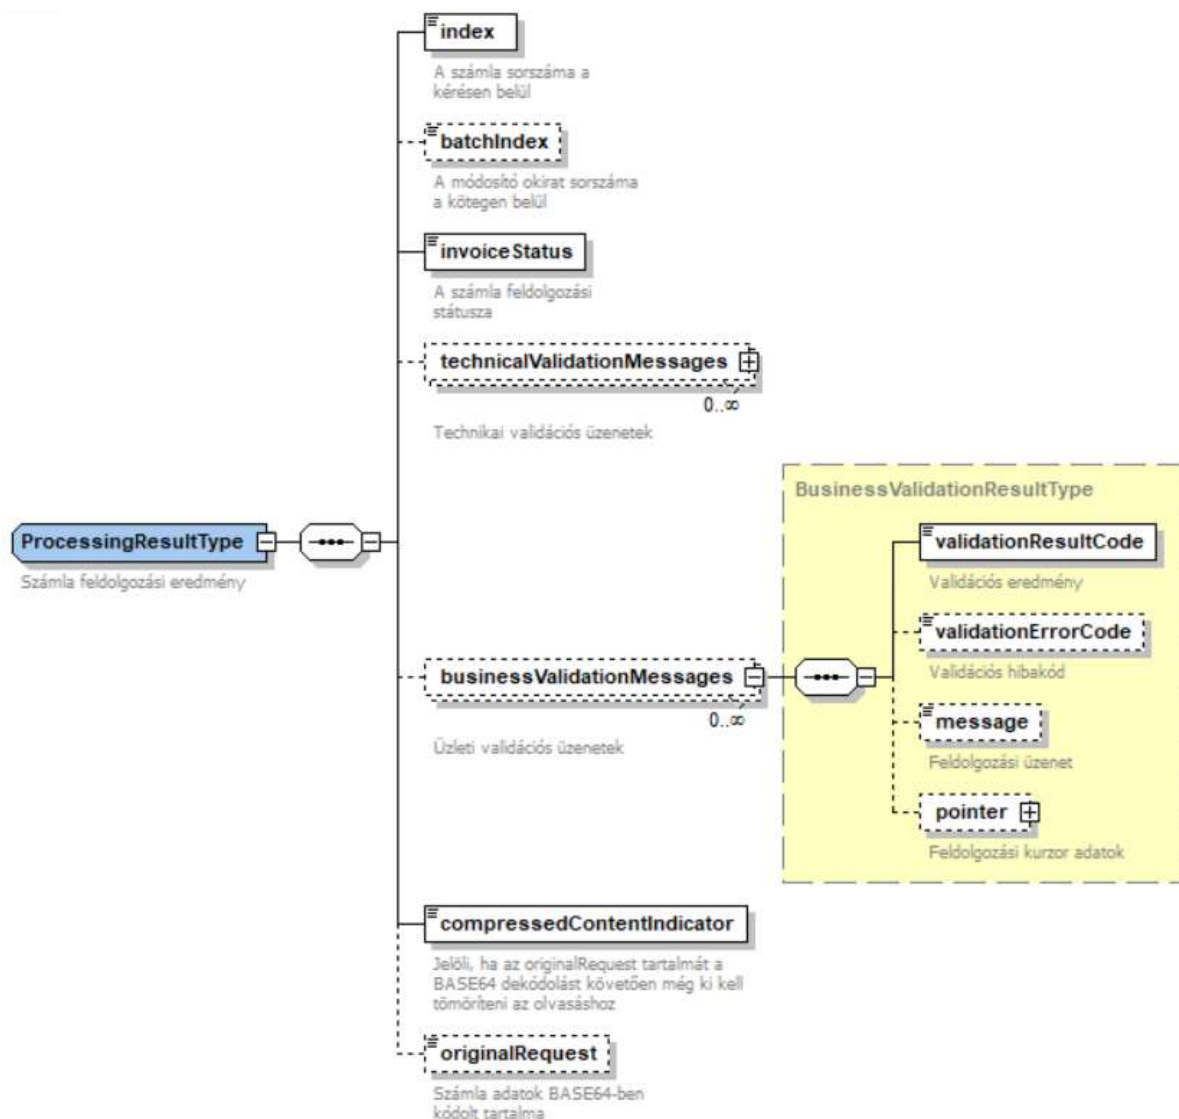 index
A számla sorszáma a
kérésen belül
batchIndex
A módosító okirat sorszáma
a kötegen belül
invoiceStatus
A számla feldolgozási
státusza
technicalValidationMessages
0..∞
Technikai validációs üzenetek
ProcessingResultType
Számla feldolgozási eredmény
businessValidationMessages
0..∞
Üzleti validációs üzenetek
BusinessValidationResultType
validationResultCode
Validációs eredmény
validationErrorCode
Validációs hibakód
message
Feldolgozási üzenet
pointer
Feldolgozási kurzor adatok
compressedContentIndicator
Jelöli, ha az originalRequest tartalmát a
BASE64 dekódolást követően még ki kell
tömöríteni az olvasáshoz
originalRequest
Számla adatok BASE64-ben
kódolt tartalma